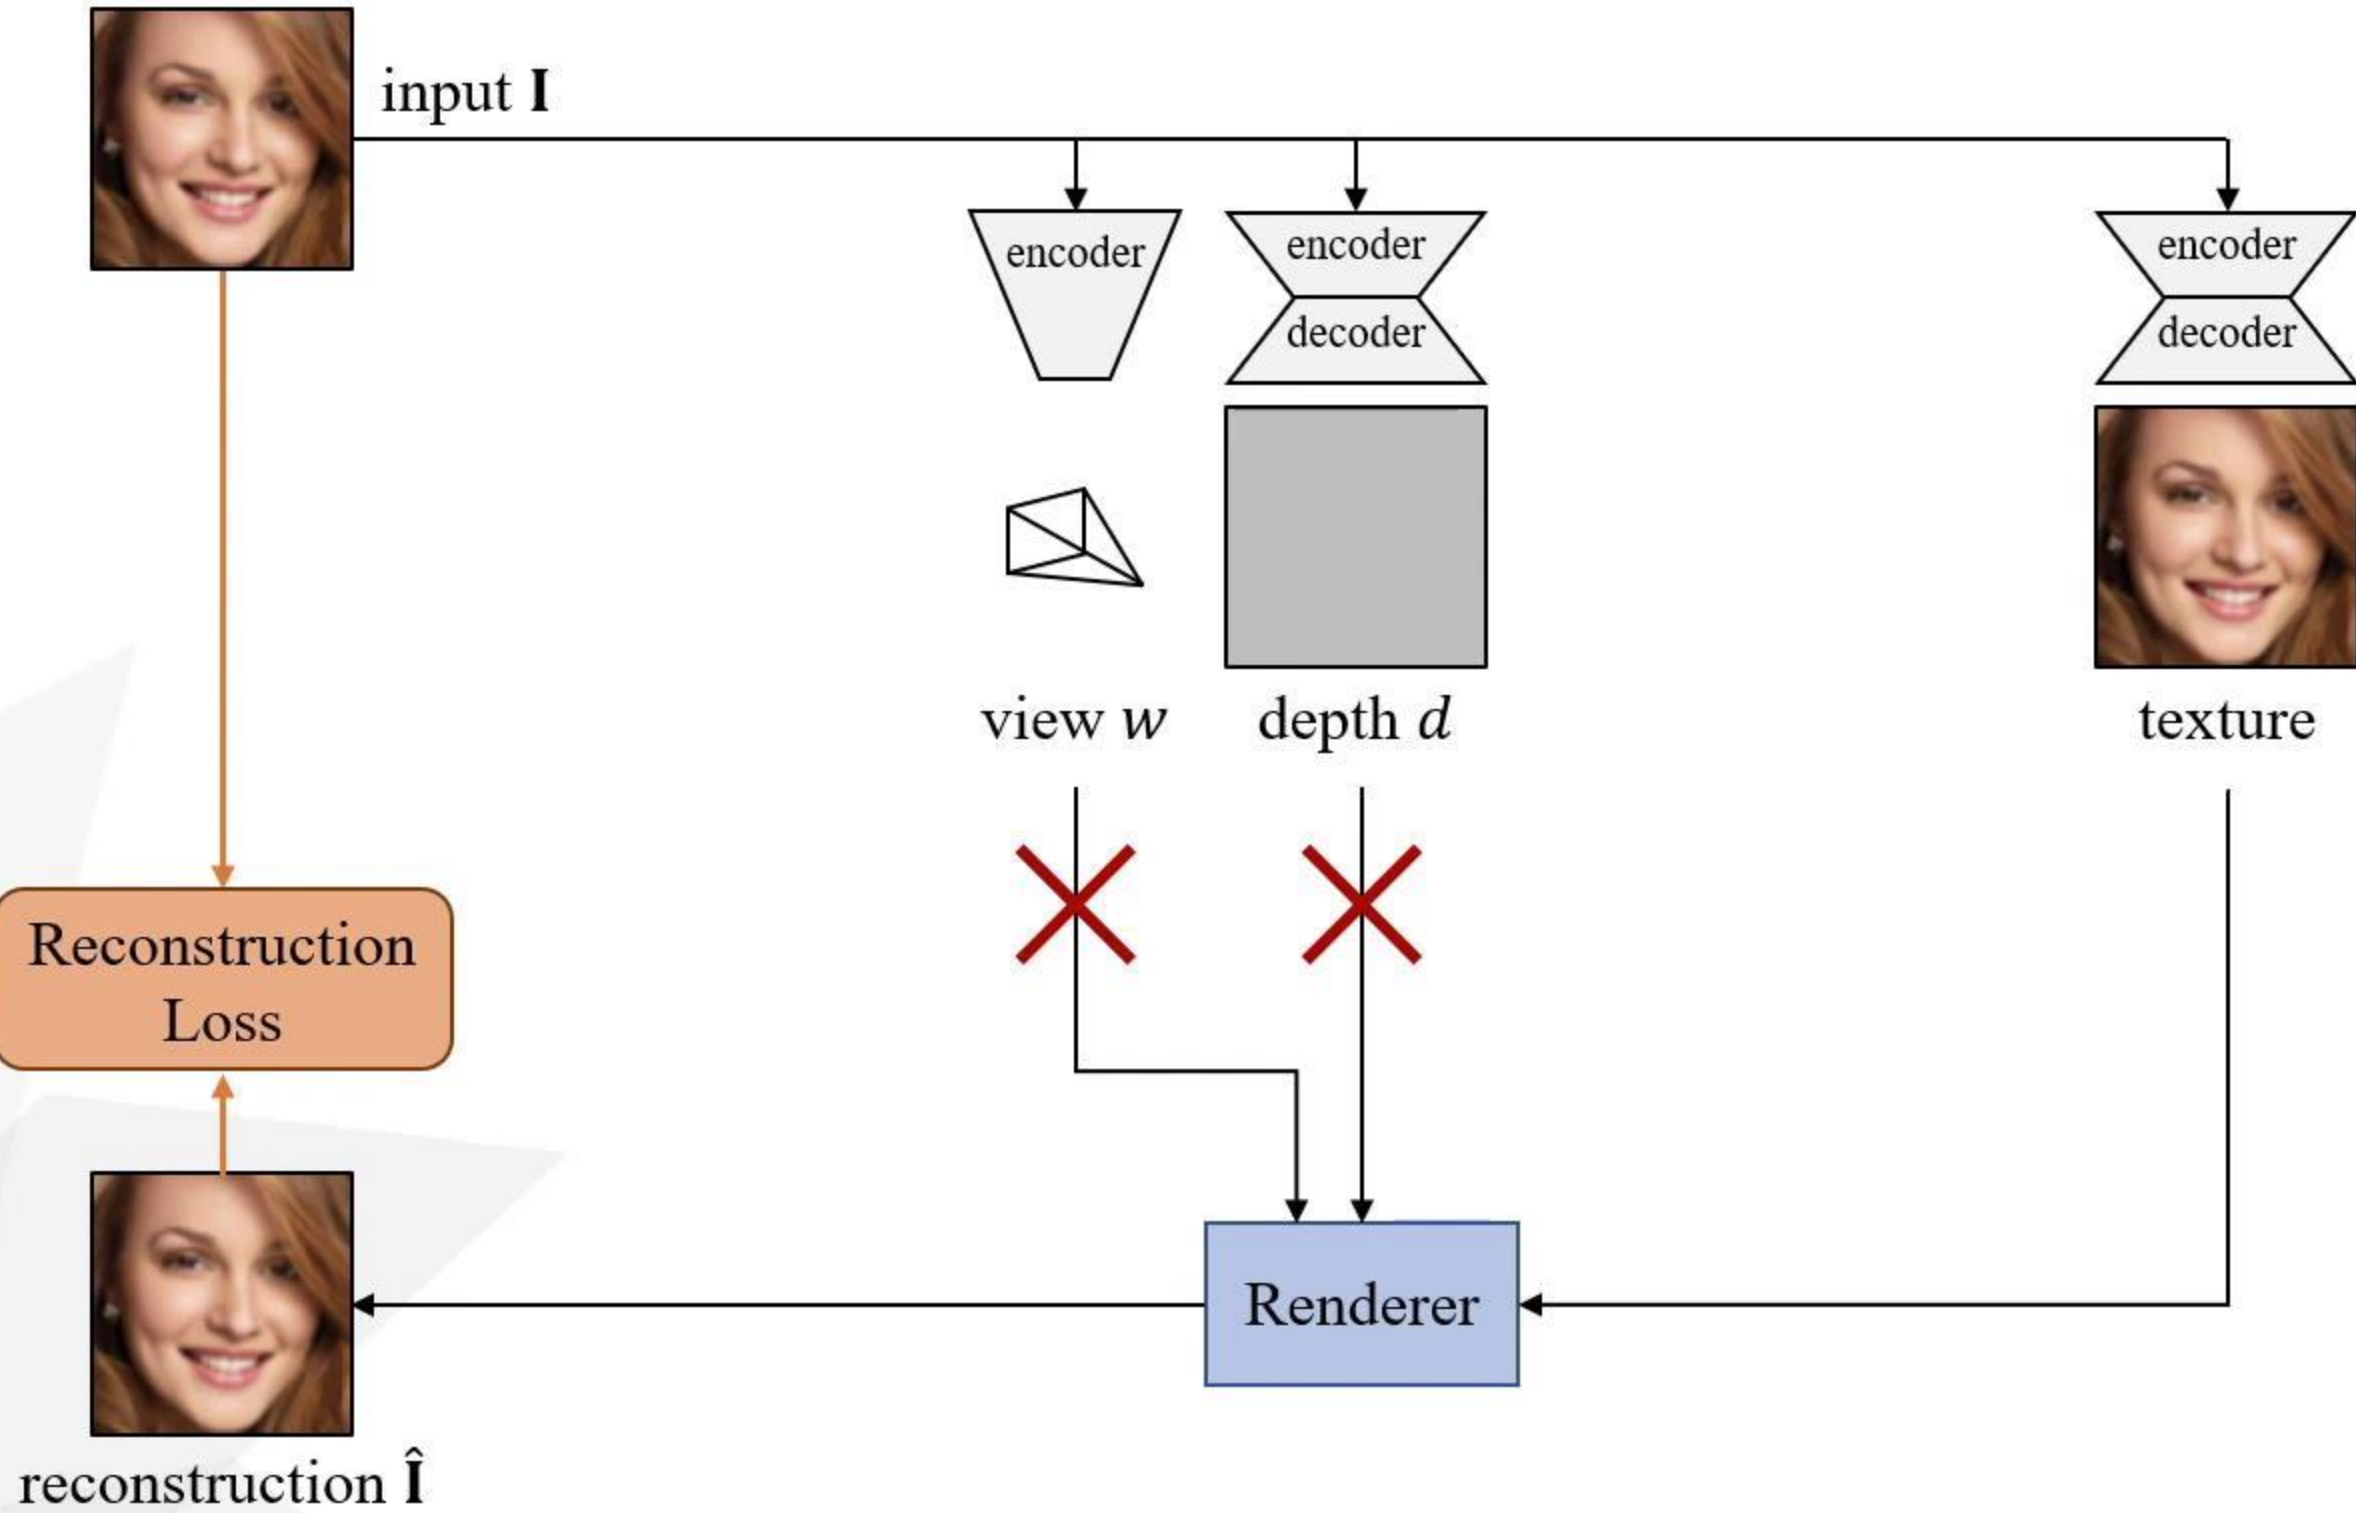 input I
encoder
encoder
decoder
encoder
decoder
view w
depth d
texture
Reconstruction
Loss
Renderer
reconstruction Î